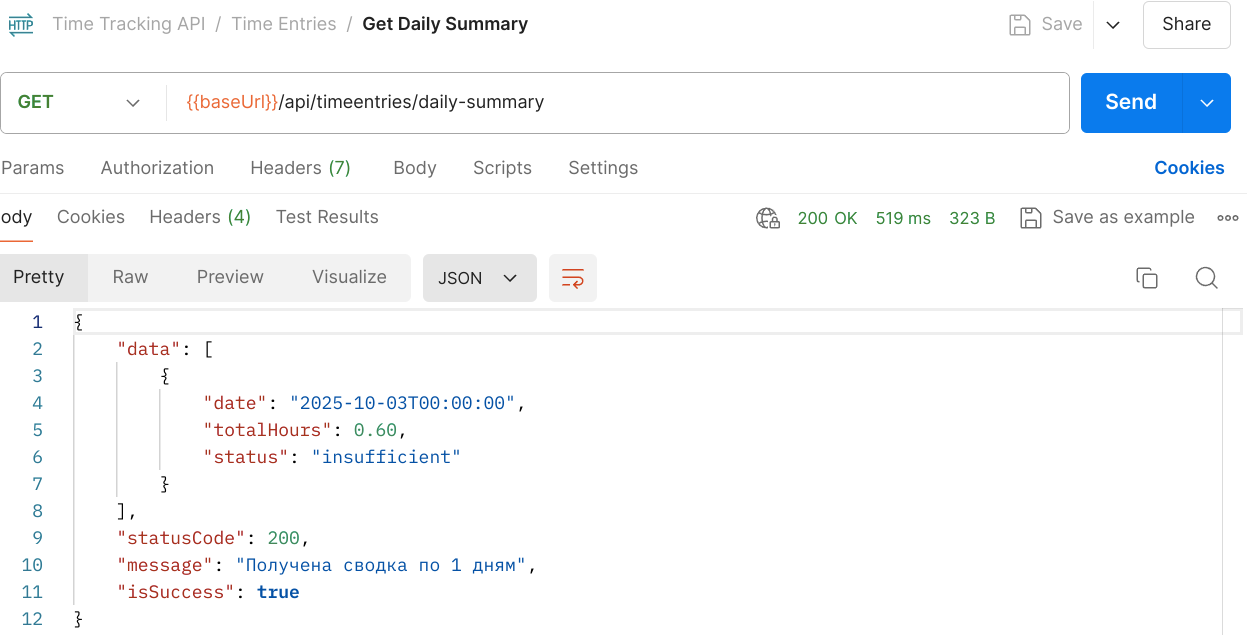 HTTP Time Tracking API / Time Entries / Get Daily Summary Save Share
GET {{baseUrl}}/api/timeentries/daily-summary Send
Params Authorization Headers (7) Body Scripts Settings Cookies
ody Cookies Headers (4) Test Results 200 OK 519 ms 323 B Save as example
Pretty Raw Preview Visualize JSON
1 {
2 "data": [
3 {
4 "date": "2025-10-03T00:00:00",
5 "totalHours": 0.60,
6 "status": "insufficient"
7 }
8 ],
9 "statusCode": 200,
10 "message": "Получена сводка по 1 дням",
11 "isSuccess": true
12 }